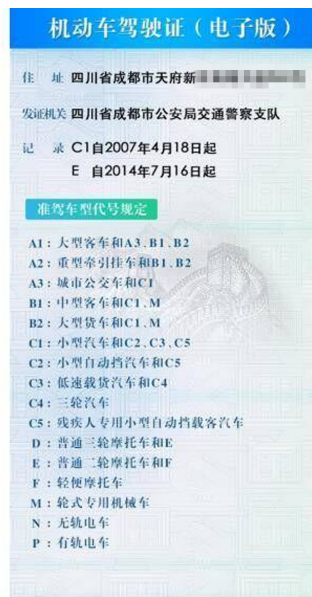 机动车驾驶证（电子版）
住 址 四川省成都市天府新
发证机关 四川省成都市公安局交通警察支队
记 录 C1自2007年4月18日起
E 自2014年7月16日起
准驾车型代号规定
A1：大型客车和A3、B1、B2
A2：重型牵引挂车和B1、B2
A3：城市公交车和C1
B1：中型客车和C1、M
B2：大型货车和C1、M
C1：小型汽车和C2、C3、C5
C2：小型自动挡汽车和C5
C3：低速载货汽车和C4
C4：三轮汽车
C5：残疾人专用小型自动挡载客汽车
D：普通三轮摩托车和E
E：普通二轮摩托车和F
F：轻便摩托车
M：轮式专用机械车
N：无轨电车
P：有轨电车